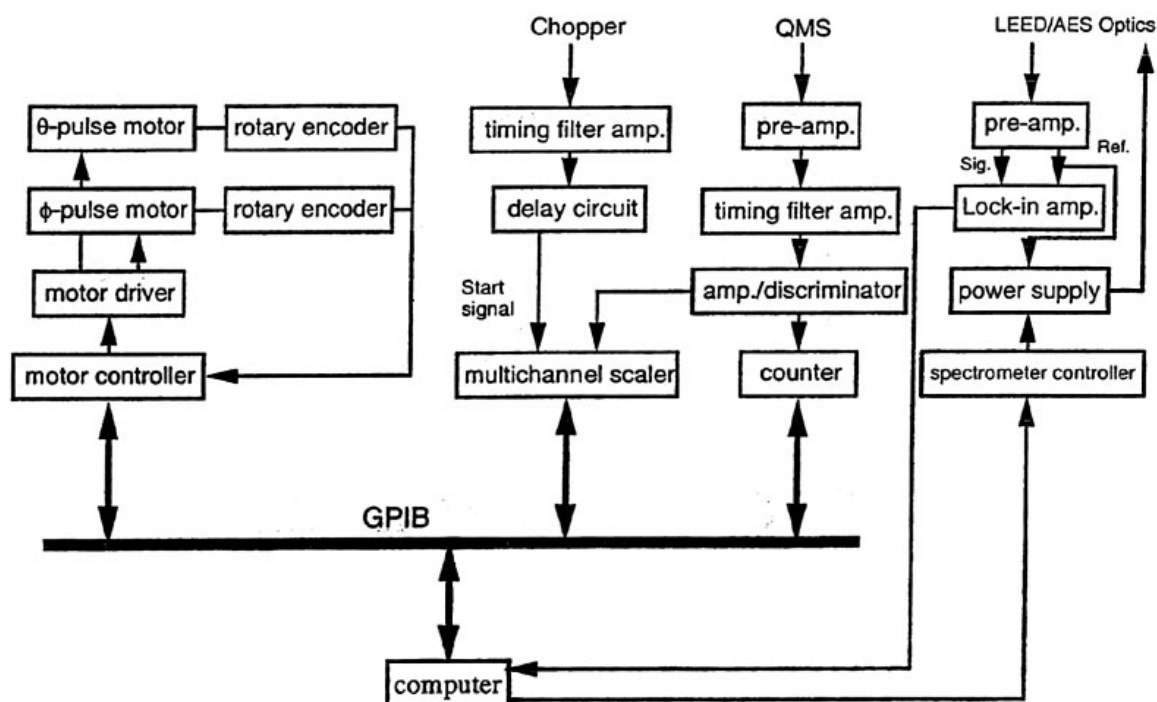 Chopper
QMS
LEED/AES Optics
θ-pulse motor
rotary encoder
timing filter amp.
pre-amp.
pre-amp.
Sig.
Ref.
ϕ-pulse motor
rotary encoder
delay circuit
timing filter amp.
Lock-in amp.
motor driver
Start
signal
amp./discriminator
power supply
motor controller
multichannel scaler
counter
spectrometer controller
GPIB
computer